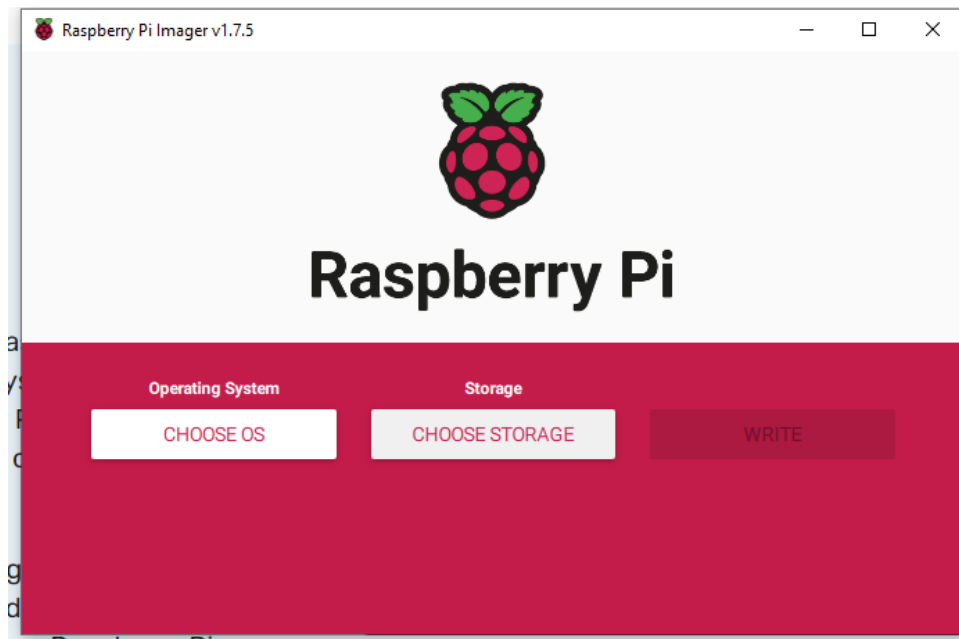 Raspberry Pi Imager v1.7.5
Raspberry Pi
Operating System
Storage
CHOOSE OS
CHOOSE STORAGE
WRITE